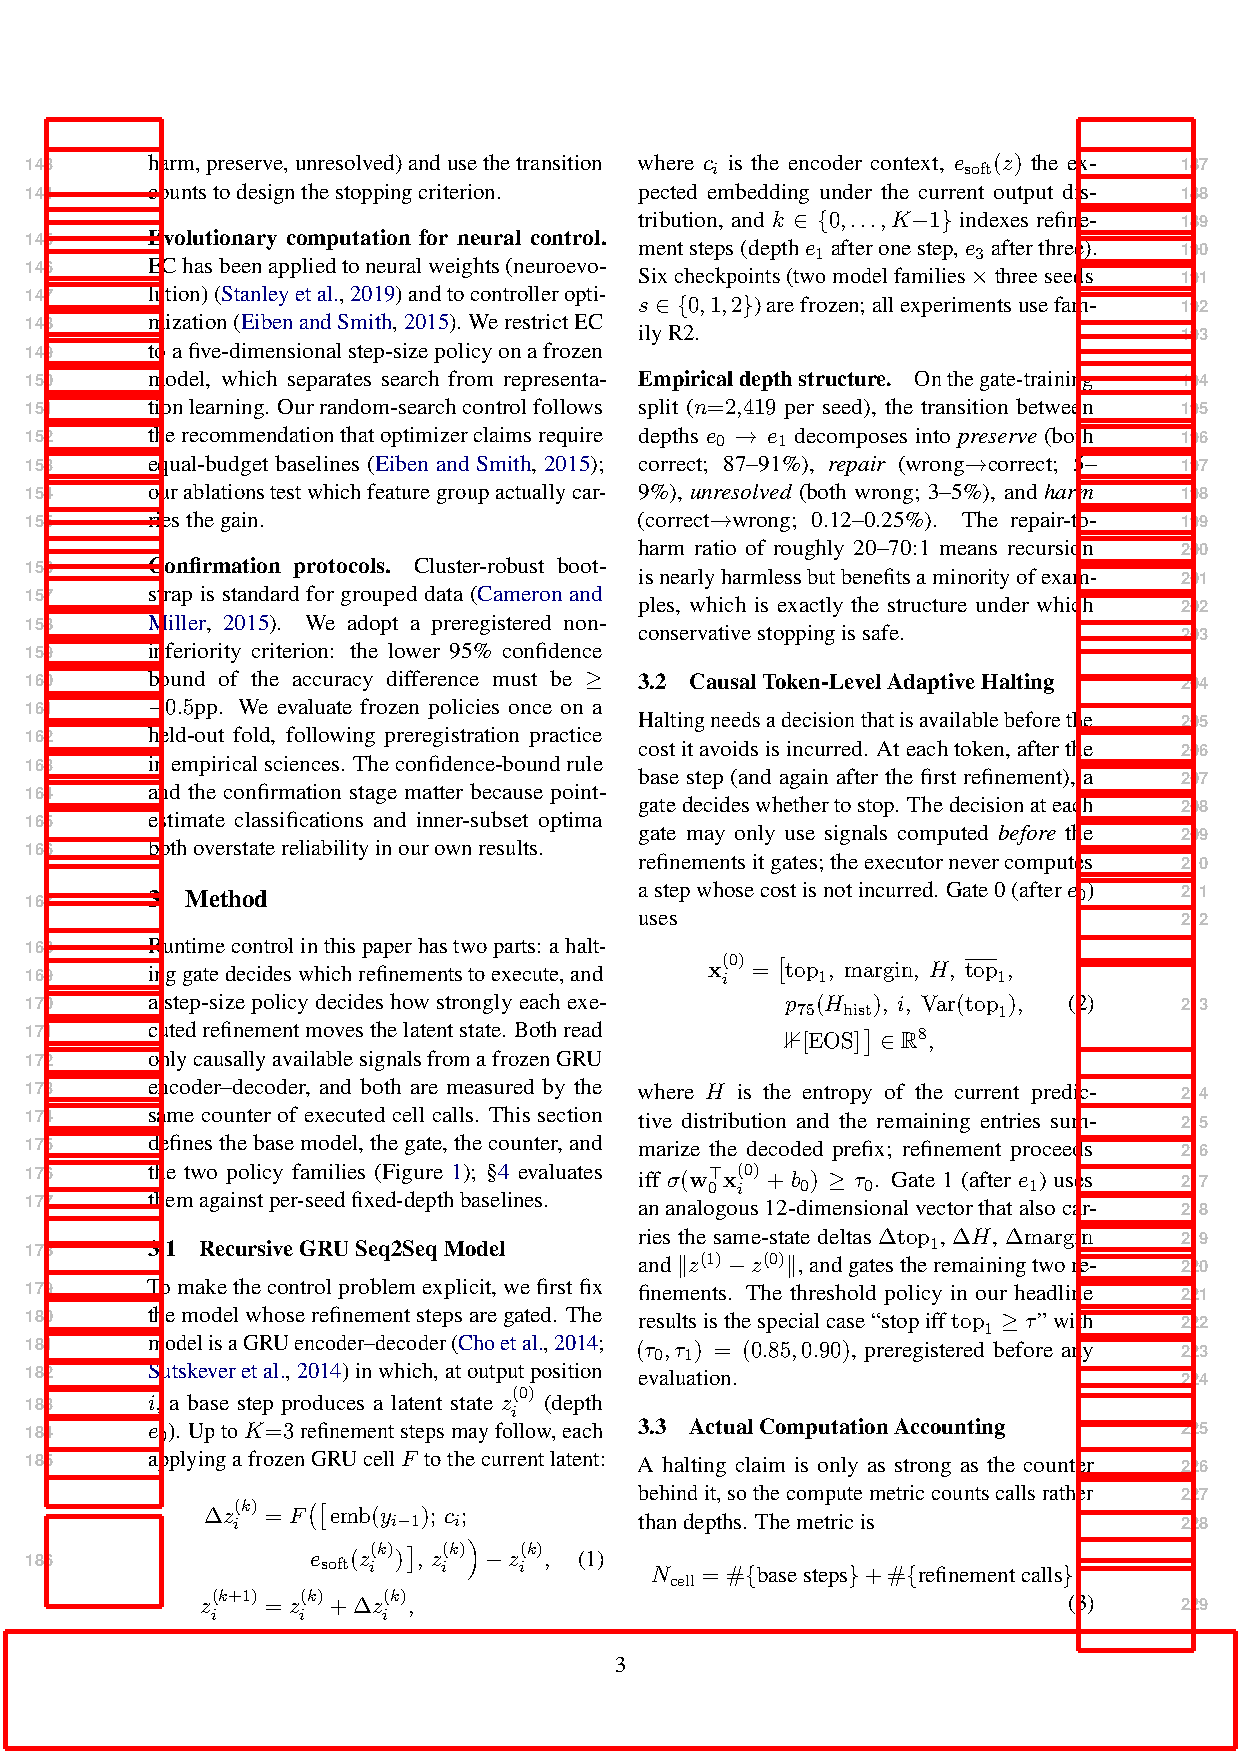 harm, preserve, unresolved) and use the transition
counts to design the stopping criterion.
Evolutionary computation for neural control.
EC has been applied to neural weights (neuroevo-
lution) (Stanley et al., 2019) and to controller opti-
mization (Eiben and Smith, 2015). We restrict EC
to a five-dimensional step-size policy on a frozen
model, which separates search from representa-
tion learning. Our random-search control follows
the recommendation that optimizer claims require
equal-budget baselines (Eiben and Smith, 2015);
our ablations test which feature group actually car-
ries the gain.
Confirmation protocols. Cluster-robust boot-
strap is standard for grouped data (Cameron and
Miller, 2015). We adopt a preregistered non-
inferiority criterion: the lower 95% confidence
bound of the accuracy difference must be ≥
−0.5pp. We evaluate frozen policies once on a
held-out fold, following preregistration practice
in empirical sciences. The confidence-bound rule
and the confirmation stage matter because point-
estimate classifications and inner-subset optima
both overstate reliability in our own results.
3 Method
Runtime control in this paper has two parts: a halt-
ing gate decides which refinements to execute, and
a step-size policy decides how strongly each exe-
cuted refinement moves the latent state. Both read
only causally available signals from a frozen GRU
encoder–decoder, and both are measured by the
same counter of executed cell calls. This section
defines the base model, the gate, the counter, and
the two policy families (Figure 1); §4 evaluates
them against per-seed fixed-depth baselines.
3.1 Recursive GRU Seq2Seq Model
To make the control problem explicit, we first fix
the model whose refinement steps are gated. The
model is a GRU encoder–decoder (Cho et al., 2014;
Sutskever et al., 2014) in which, at output position
i, a base step produces a latent state z_i^(0) (depth
e_0). Up to K=3 refinement steps may follow, each
applying a frozen GRU cell F to the current latent:
Δz_i^(k) = F([emb(y_{i−1}); c_i;
e_soft(z_i^(k))], z_i^(k)) − z_i^(k), (1)
z_i^(k+1) = z_i^(k) + Δz_i^(k),
where c_i is the encoder context, e_soft(z) the ex-
pected embedding under the current output dis-
tribution, and k ∈ {0,...,K−1} indexes refine-
ment steps (depth e_1 after one step, e_3 after three).
Six checkpoints (two model families × three seeds
s ∈ {0,1,2}) are frozen; all experiments use fam-
ily R2.
Empirical depth structure. On the gate-training
split (n=2,419 per seed), the transition between
depths e_0 → e_1 decomposes into preserve (both
correct; 87–91%), repair (wrong→correct; 5–
9%), unresolved (both wrong; 3–5%), and harm
(correct→wrong; 0.12–0.25%). The repair-to-
harm ratio of roughly 20–70:1 means recursion
is nearly harmless but benefits a minority of exam-
ples, which is exactly the structure under which
conservative stopping is safe.
3.2 Causal Token-Level Adaptive Halting
Halting needs a decision that is available before the
cost it avoids is incurred. At each token, after the
base step (and again after the first refinement), a
gate decides whether to stop. The decision at each
gate may only use signals computed before the
refinements it gates; the executor never computes
a step whose cost is not incurred. Gate 0 (after e_0)
uses
x_i^(0) = [top_1, margin, H, \overline{top}_1,
p_75(H_hist), i, Var(top_1), (2)
⊮[EOS]] ∈ ℝ^8,
where H is the entropy of the current predic-
tive distribution and the remaining entries sum-
marize the decoded prefix; refinement proceeds
iff σ(w_0^⊤ x_i^(0) + b_0) ≥ τ_0. Gate 1 (after e_1) uses
an analogous 12-dimensional vector that also car-
ries the same-state deltas Δtop_1, ΔH, Δmargin
and ‖z^(1) − z^(0)‖, and gates the remaining two re-
finements. The threshold policy in our headline
results is the special case “stop iff top_1 ≥ τ” with
(τ_0, τ_1) = (0.85, 0.90), preregistered before any
evaluation.
3.3 Actual Computation Accounting
A halting claim is only as strong as the counter
behind it, so the compute metric counts calls rather
than depths. The metric is
N_cell = #{base steps} + #{refinement calls}
(3)
3